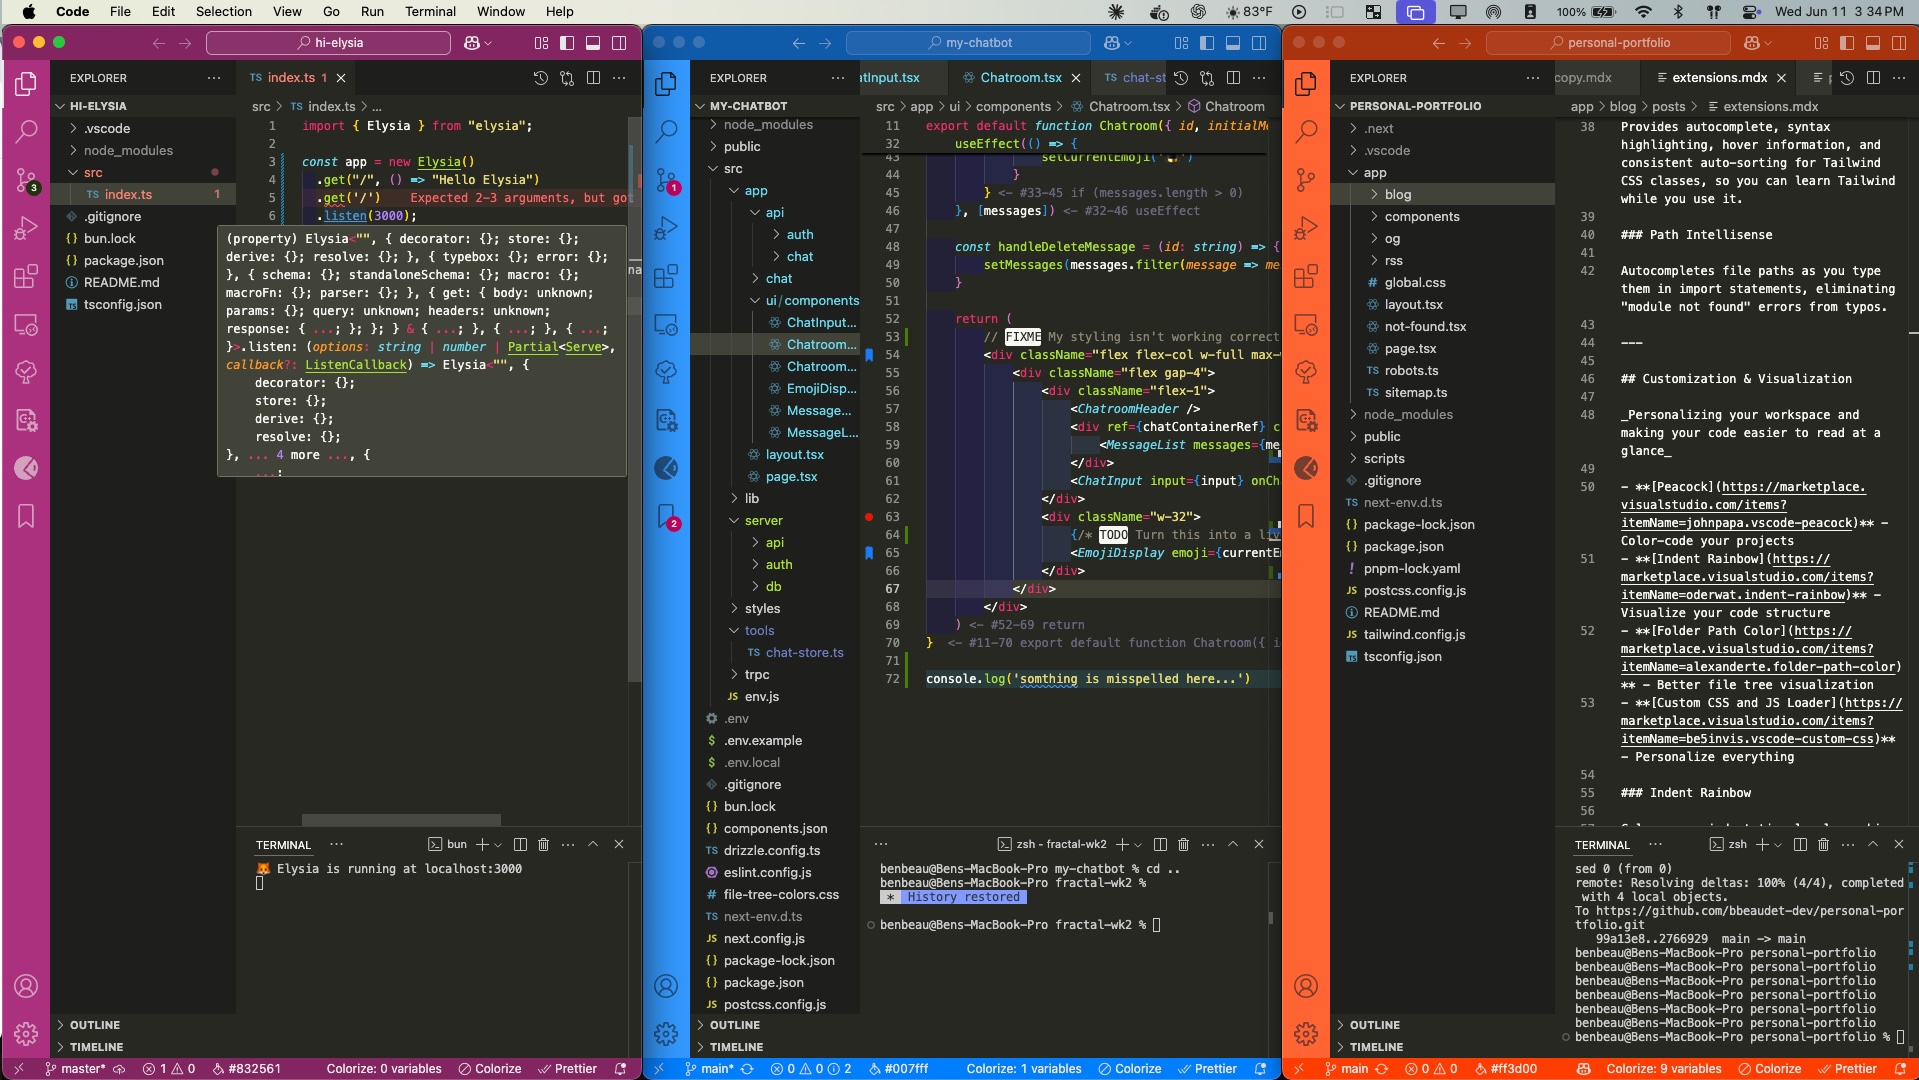 Code File Edit Selection View Go Run Terminal Window Help
83°F 100% Wed Jun 11 3 34 PM
hi-elysia
EXPLORER
HI-ELYSIA
.vscode
node_modules
src
TS index.ts 1
.gitignore
{} bun.lock
{} package.json
README.md
tsconfig.json
3
OUTLINE
TIMELINE
TS index.ts 1
src > TS index.ts > ...
1 import { Elysia } from "elysia";
2
3 const app = new Elysia()
4 .get("/", () => "Hello Elysia")
5 .get('/') Expected 2-3 arguments, but got
6 .listen(3000);
(property) Elysia<"", { decorator: {}; store: {};
derive: {}; resolve: {}; }, { typebox: {}; error: {};
}, { schema: {}; standaloneSchema: {}; macro: {};
macroFn: {}; parser: {}; }, { get: { body: unknown;
params: {}; query: unknown; headers: unknown;
response: { ...; }; }; } & { ...; }, { ...; }, { ...;
}>.listen: (options: string | number | Partial<Serve>,
callback?: ListenCallback) => Elysia<"", {
decorator: {};
store: {};
derive: {};
resolve: {};
}, ... 4 more ..., {
...;
TERMINAL
bun
Elysia is running at localhost:3000
master* 1 0 #832561 Colorize: 0 variables Colorize Prettier
my-chatbot
EXPLORER
MY-CHATBOT
node_modules
public
src
app
api
auth
chat
chat
ui/components
ChatInput...
Chatroom...
Chatroom...
EmojiDisp...
Message...
MessageL...
layout.tsx
page.tsx
lib
server
api
auth
db
styles
tools
TS chat-store.ts
trpc
JS env.js
.env
$ .env.example
$ .env.local
.gitignore
{} bun.lock
{} components.json
TS drizzle.config.ts
eslint.config.js
# file-tree-colors.css
TS next-env.d.ts
JS next.config.js
{} package-lock.json
{} package.json
JS postcss.config.js
1
2
OUTLINE
TIMELINE
atInput.tsx Chatroom.tsx TS chat-st
src > app > ui > components > Chatroom.tsx > Chatroom
11 export default function Chatroom({ id, initialMe
32 useEffect(() => {
43 setCurrentEmoji('')
44 }
45 } <- #33-45 if (messages.length > 0)
46 }, [messages]) <- #32-46 useEffect
47
48 const handleDeleteMessage = (id: string) => {
49 setMessages(messages.filter(message => me
50 }
51
52 return (
53 // FIXME My styling isn't working correct
54 <div className="flex flex-col w-full max-w
55 <div className="flex gap-4">
56 <div className="flex-1">
57 <ChatroomHeader />
58 <div ref={chatContainerRef} c
59 <MessageList messages={me
60 </div>
61 <ChatInput input={input} onCh
62 </div>
63 <div className="w-32">
64 {/* TODO Turn this into a li
65 <EmojiDisplay emoji={currentE
66 </div>
67 </div>
68 </div>
69 ) <- #52-69 return
70 } <- #11-70 export default function Chatroom({ i
71
72 console.log('somthing is misspelled here...')
zsh - fractal-wk2
benbeau@Bens-MacBook-Pro my-chatbot % cd ..
benbeau@Bens-MacBook-Pro fractal-wk2 %
* History restored
benbeau@Bens-MacBook-Pro fractal-wk2 %
main* 0 0 2 #007fff Colorize: 1 variables Colorize Prettier
personal-portfolio
EXPLORER
PERSONAL-PORTFOLIO
.next
.vscode
app
blog
components
og
rss
# global.css
layout.tsx
not-found.tsx
page.tsx
TS robots.ts
TS sitemap.ts
node_modules
public
scripts
.gitignore
TS next-env.d.ts
{} package-lock.json
{} package.json
! pnpm-lock.yaml
JS postcss.config.js
README.md
JS tailwind.config.js
tsconfig.json
OUTLINE
TIMELINE
copy.mdx extensions.mdx
app > blog > posts > extensions.mdx
38 Provides autocomplete, syntax
highlighting, hover information, and
consistent auto-sorting for Tailwind
CSS classes, so you can learn Tailwind
while you use it.
39
40 ### Path Intellisense
41
42 Autocompletes file paths as you type
them in import statements, eliminating
"module not found" errors from typos.
43
44 ---
45
46 ## Customization & Visualization
47
48 _Personalizing your workspace and
making your code easier to read at a
glance_
49
50 - **[Peacock](https://marketplace.
visualstudio.com/items?
itemName=johnpapa.vscode-peacock)** -
Color-code your projects
51 - **[Indent Rainbow](https://
marketplace.visualstudio.com/items?
itemName=oderwat.indent-rainbow)** -
Visualize your code structure
52 - **[Folder Path Color](https://
marketplace.visualstudio.com/items?
itemName=alexanderte.folder-path-color)
** - Better file tree visualization
53 - **[Custom CSS and JS Loader](https://
marketplace.visualstudio.com/items?
itemName=be5invis.vscode-custom-css)**
- Personalize everything
54
55 ### Indent Rainbow
56
TERMINAL
zsh
sed 0 (from 0)
remote: Resolving deltas: 100% (4/4), completed
with 4 local objects.
To https://github.com/bbeaudet-dev/personal-por
tfolio.git
99a13e8..2766929 main -> main
benbeau@Bens-MacBook-Pro personal-portfolio
benbeau@Bens-MacBook-Pro personal-portfolio
benbeau@Bens-MacBook-Pro personal-portfolio
benbeau@Bens-MacBook-Pro personal-portfolio
benbeau@Bens-MacBook-Pro personal-portfolio
benbeau@Bens-MacBook-Pro personal-portfolio
benbeau@Bens-MacBook-Pro personal-portfolio %
main 0 0 #ff3d00 Colorize: 9 variables Colorize Prettier